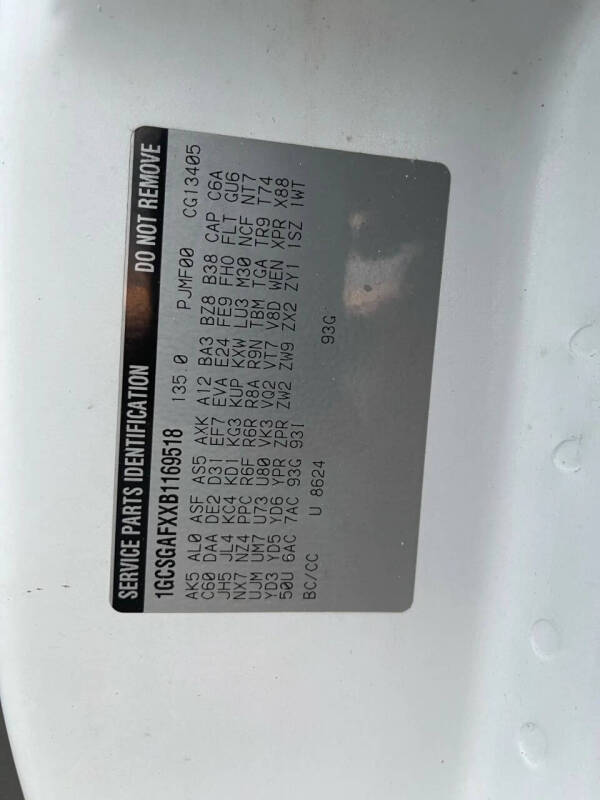 SERVICE PARTS IDENTIFICATION DO NOT REMOVE
1GCSGAFXXB1169518 135.0 PJMF00 CG13405
AK5 AL0 ASF AS5 AXK A12 BA3 BZ8 B38 CAP C6A
C60 DAA DE2 D31 EF7 EVA E24 FE9 FHO FLT GU6
JH5 JL4 KC4 KD1 KG3 KUP KXW LU3 M30 NCF NT7
NX7 NZ4 PPC R6F R6R R8A R9N TBM TGA TR9 T74
UJM UM7 U73 U80 VK3 VQ2 VT7 V8D WEN XPR X88
YD3 YD5 YD6 YPR ZPR ZW2 ZW9 ZX2 ZY1 1SZ 1WT
50U 6AC 7AC 93G 93I
BC/CC U 8624 93G